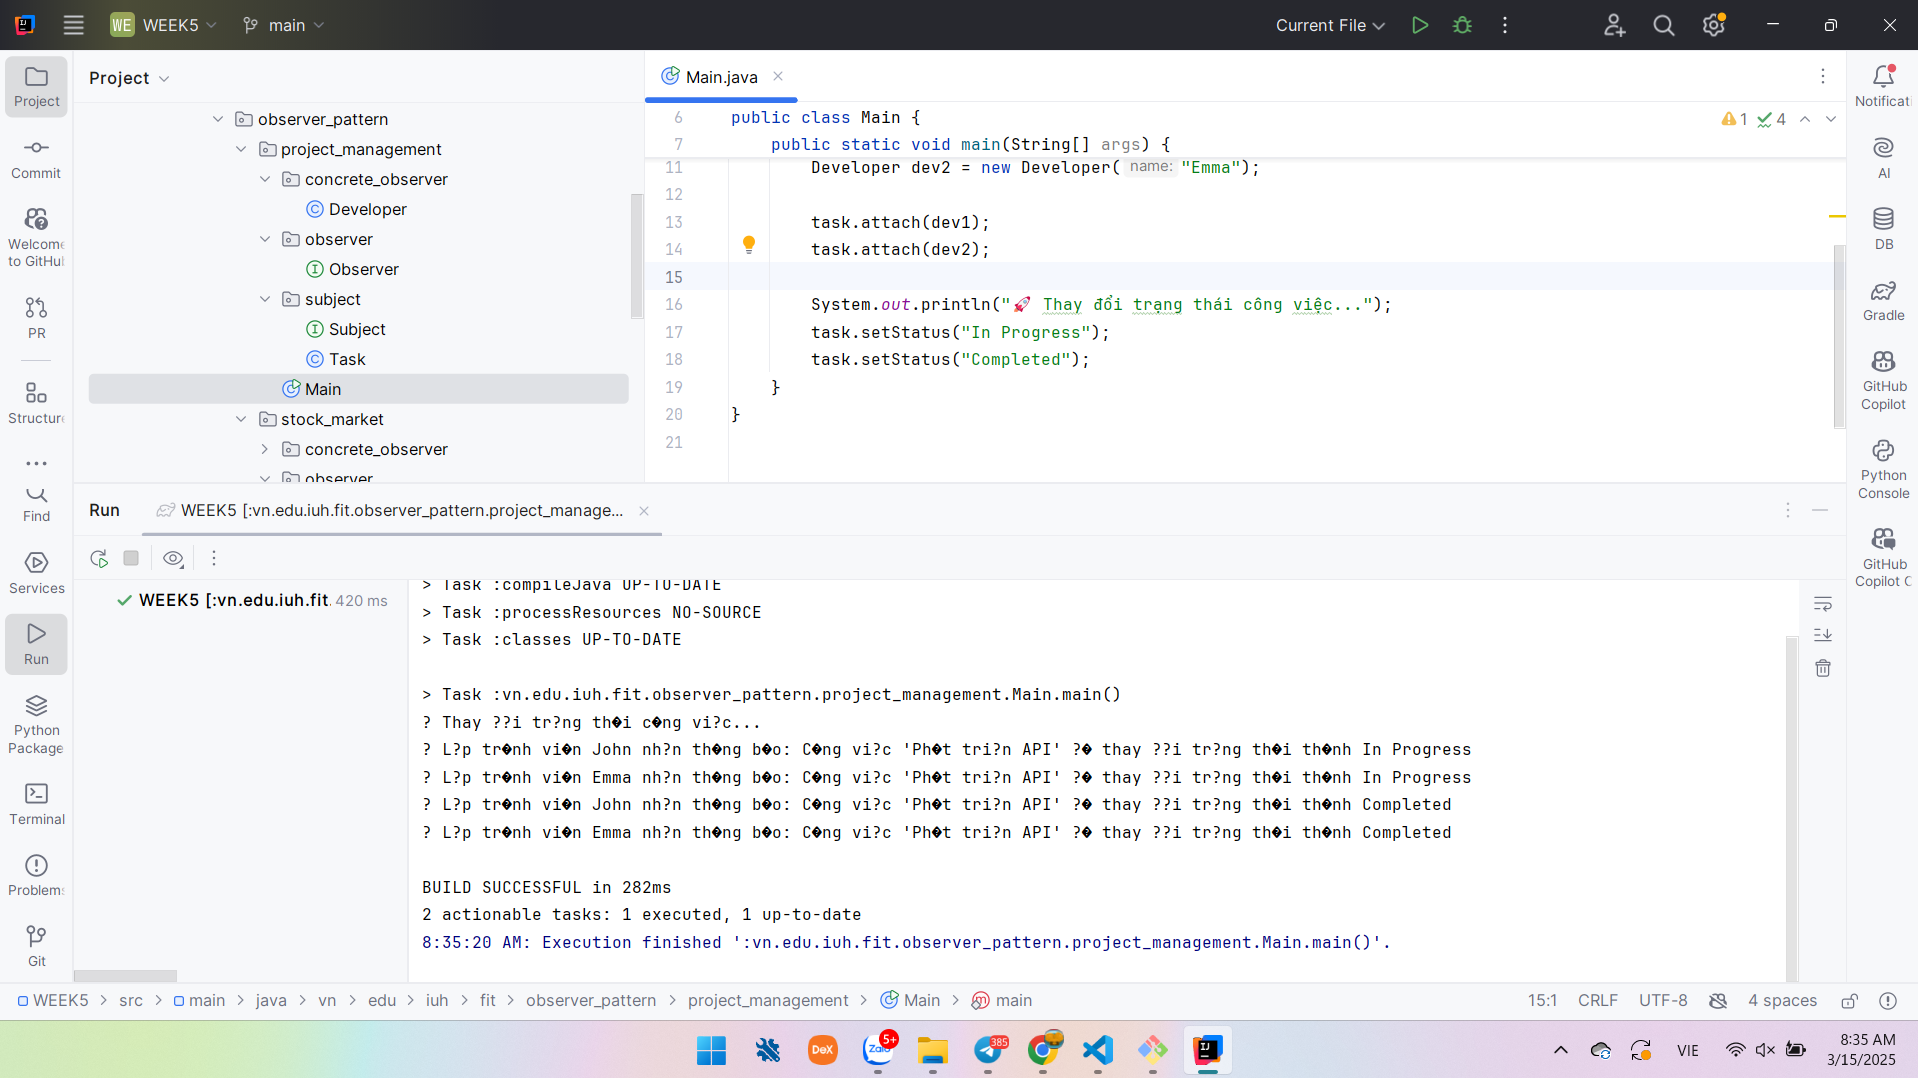 WE WEEK5 main Current File
Project
Commit
Welcome
to GitHub
PR
Structure
Find
Services
Run
Python
Package
Terminal
Problems
Git
Project
observer_pattern
project_management
concrete_observer
Developer
observer
Observer
subject
Subject
Task
Main
stock_market
concrete_observer
observer
Main.java
1 4
6 public class Main {
7 public static void main(String[] args) {
11 Developer dev2 = new Developer( name: "Emma");
12
13 task.attach(dev1);
14 task.attach(dev2);
15
16 System.out.println("🚀 Thay đổi trạng thái công việc...");
17 task.setStatus("In Progress");
18 task.setStatus("Completed");
19 }
20 }
21
Notificati
AI
DB
Gradle
GitHub
Copilot
Python
Console
GitHub
Copilot C
Run WEEK5 [:vn.edu.iuh.fit.observer_pattern.project_manage...
WEEK5 [:vn.edu.iuh.fit. 420 ms
> Task :compileJava UP-TO-DATE
> Task :processResources NO-SOURCE
> Task :classes UP-TO-DATE
> Task :vn.edu.iuh.fit.observer_pattern.project_management.Main.main()
? Thay ??i tr?ng th�i c�ng vi?c...
? L?p tr�nh vi�n John nh?n th�ng b�o: C�ng vi?c 'Ph�t tri?n API' ?� thay ??i tr?ng th�i th�nh In Progress
? L?p tr�nh vi�n Emma nh?n th�ng b�o: C�ng vi?c 'Ph�t tri?n API' ?� thay ??i tr?ng th�i th�nh In Progress
? L?p tr�nh vi�n John nh?n th�ng b�o: C�ng vi?c 'Ph�t tri?n API' ?� thay ??i tr?ng th�i th�nh Completed
? L?p tr�nh vi�n Emma nh?n th�ng b�o: C�ng vi?c 'Ph�t tri?n API' ?� thay ??i tr?ng th�i th�nh Completed
BUILD SUCCESSFUL in 282ms
2 actionable tasks: 1 executed, 1 up-to-date
8:35:20 AM: Execution finished ':vn.edu.iuh.fit.observer_pattern.project_management.Main.main()'.
WEEK5 > src > main > java > vn > edu > iuh > fit > observer_pattern > project_management > Main > main 15:1 CRLF UTF-8 4 spaces
DeX Zalo 5+ 385 VIE 8:35 AM
3/15/2025